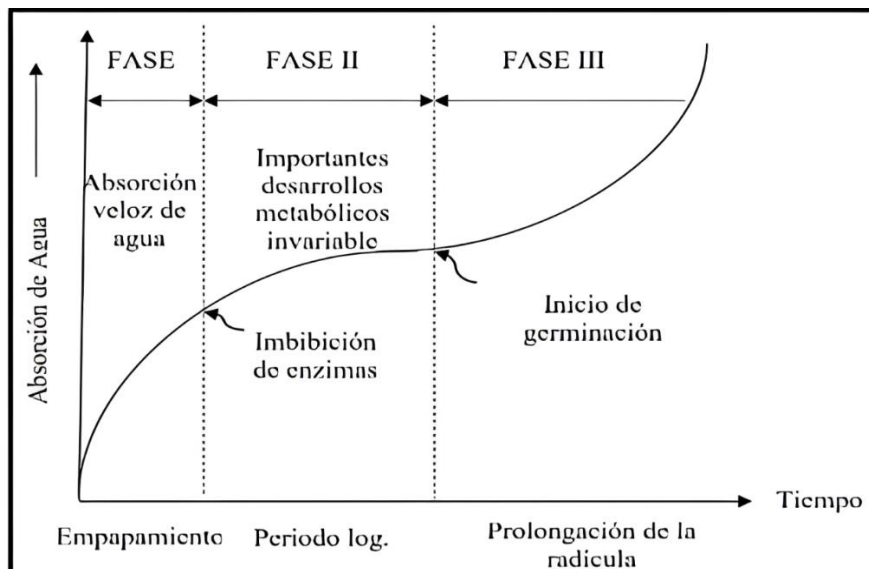 FASE
FASE II
FASE III
Absorción
veloz de
agua
Importantes
desarrollos
metabólicos
invariable
Imbibición
de enzimas
Inicio de
germinación
Absorción de Agua
Tiempo
Empapamiento
Periodo log.
Prolongación de la
radícula